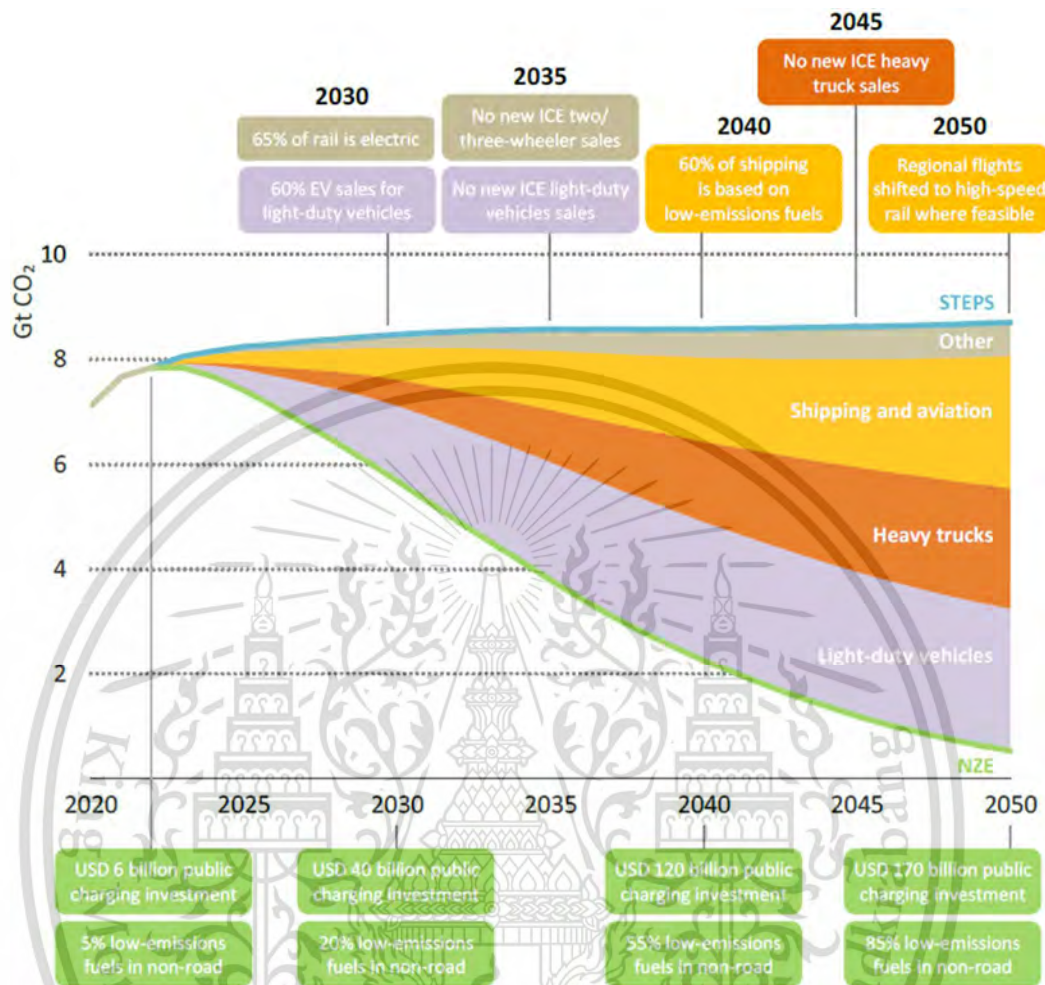 2045
No new ICE heavy
truck sales
2030
65% of rail is electric
60% EV sales for
light-duty vehicles
2035
No new ICE two/
three-wheeler sales
No new ICE light-duty
vehicles sales
2040
60% of shipping
is based on
low-emissions fuels
2050
Regional flights
shifted to high-speed
rail where feasible
Gt CO₂
10
8
6
4
2
STEPS
Other
Shipping and aviation
Heavy trucks
Light-duty vehicles
NZE
2020 2025 2030 2035 2040 2045 2050
USD 6 billion public
charging investment
5% low-emissions
fuels in non-road
USD 40 billion public
charging investment
20% low-emissions
fuels in non-road
USD 120 billion public
charging investment
55% low-emissions
fuels in non-road
USD 170 billion public
charging investment
85% low-emissions
fuels in non-road